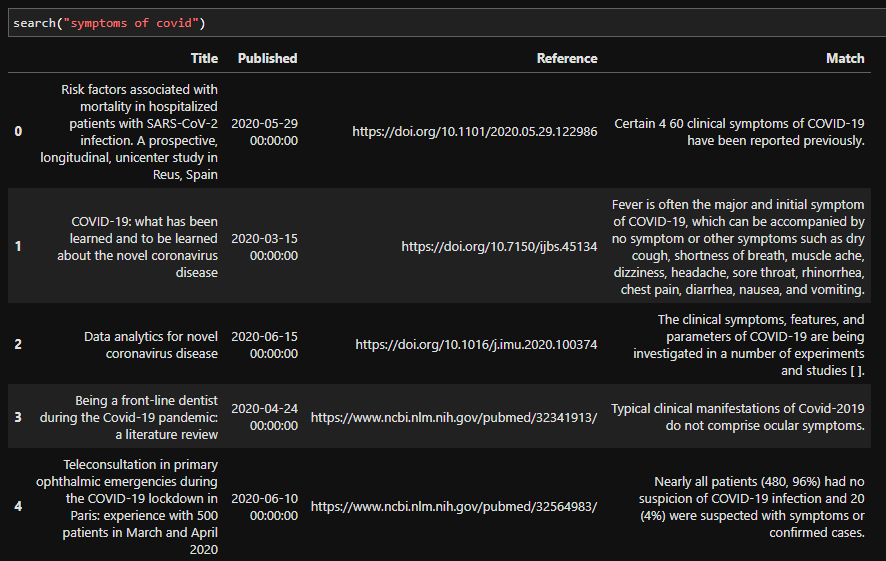 search("symptoms of covid")
Title Published Reference Match
0 Risk factors associated with mortality in hospitalized patients with SARS-CoV-2 infection. A prospective, longitudinal, unicenter study in Reus, Spain 2020-05-29 00:00:00 https://doi.org/10.1101/2020.05.29.122986 Certain 4 60 clinical symptoms of COVID-19 have been reported previously.
1 COVID-19: what has been learned and to be learned about the novel coronavirus disease 2020-03-15 00:00:00 https://doi.org/10.7150/ijbs.45134 Fever is often the major and initial symptom of COVID-19, which can be accompanied by no symptom or other symptoms such as dry cough, shortness of breath, muscle ache, dizziness, headache, sore throat, rhinorrhea, chest pain, diarrhea, nausea, and vomiting.
2 Data analytics for novel coronavirus disease 2020-06-15 00:00:00 https://doi.org/10.1016/j.imu.2020.100374 The clinical symptoms, features, and parameters of COVID-19 are being investigated in a number of experiments and studies [ ].
3 Being a front-line dentist during the Covid-19 pandemic: a literature review 2020-04-24 00:00:00 https://www.ncbi.nlm.nih.gov/pubmed/32341913/ Typical clinical manifestations of Covid-2019 do not comprise ocular symptoms.
4 Teleconsultation in primary ophthalmic emergencies during the COVID-19 lockdown in Paris: experience with 500 patients in March and April 2020 2020-06-10 00:00:00 https://www.ncbi.nlm.nih.gov/pubmed/32564983/ Nearly all patients (480, 96%) had no suspicion of COVID-19 infection and 20 (4%) were suspected with symptoms or confirmed cases.